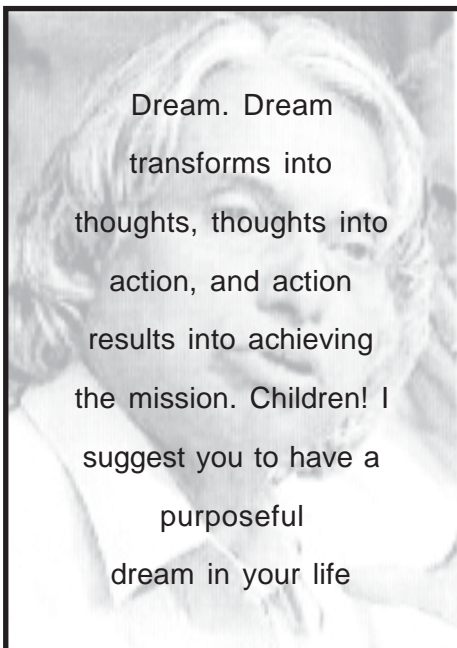 Dream. Dream
transforms into
thoughts, thoughts into
action, and action
results into achieving
the mission. Children! I
suggest you to have a
purposeful
dream in your life